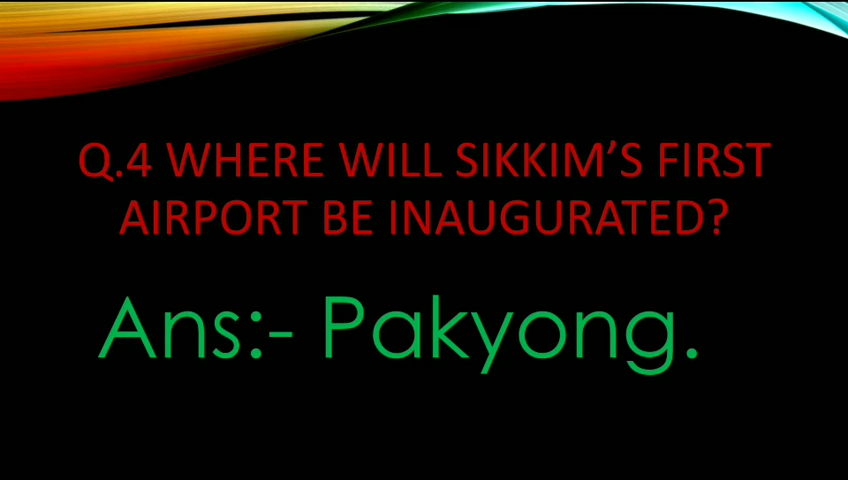 Q.4 WHERE WILL SIKKIM'S FIRST
AIRPORT BE INAUGURATED?
Ans:- Pakyong.